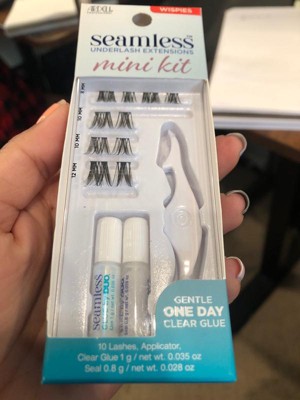 ARDELL
WISPIES
seamless
UNDERLASH EXTENSIONS
mini kit
10 MM
10 MM
12 MM
seamless
DUO
GENTLE
ONE DAY
CLEAR GLUE
10 Lashes, Applicator,
Clear Glue 1 g / net wt. 0.035 oz
Seal 0.8 g / net wt. 0.028 oz